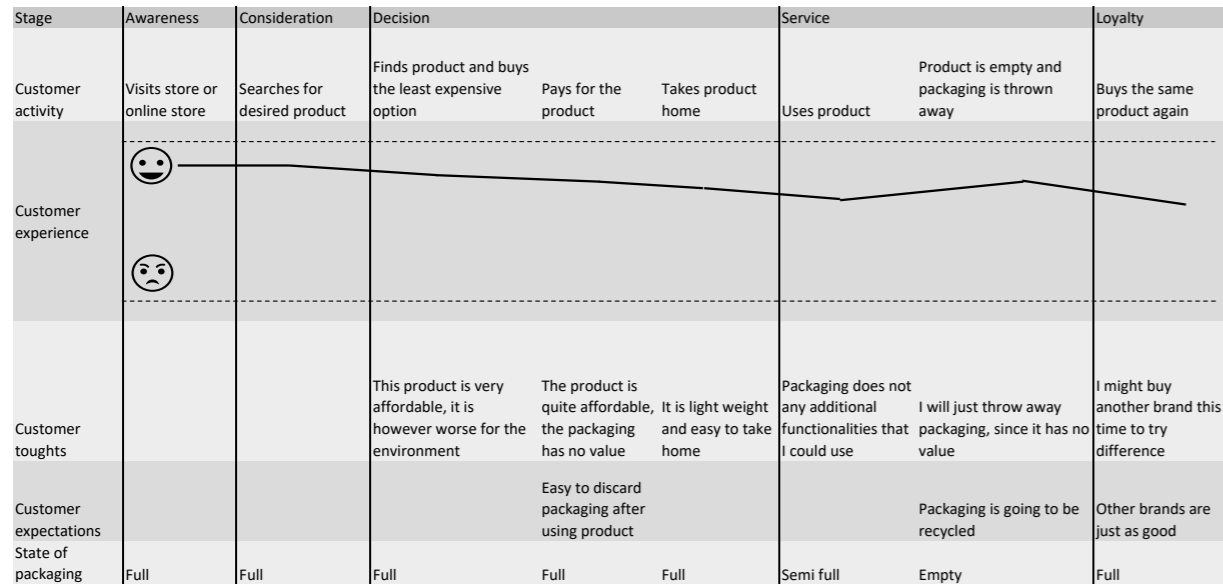 Stage Awareness Consideration Decision Service Loyalty
Customer
activity
Visits store or
online store
Searches for
desired product
Finds product and buys
the least expensive
option
Pays for the
product
Takes product
home
Uses product
Product is empty and
packaging is thrown
away
Buys the same
product again
Customer
experience
Customer
toughts
This product is very
affordable, it is
however worse for the
environment
The product is
quite affordable,
the packaging
has no value
It is light weight
and easy to take
home
Packaging does not
any additional
functionalities that
I could use
I will just throw away
packaging, since it has no
value
I might buy
another brand this
time to try
difference
Customer
expectations
Easy to discard
packaging after
using product
Packaging is going to be
recycled
Other brands are
just as good
State of
packaging
Full
Full
Full
Full
Full
Semi full
Empty
Full